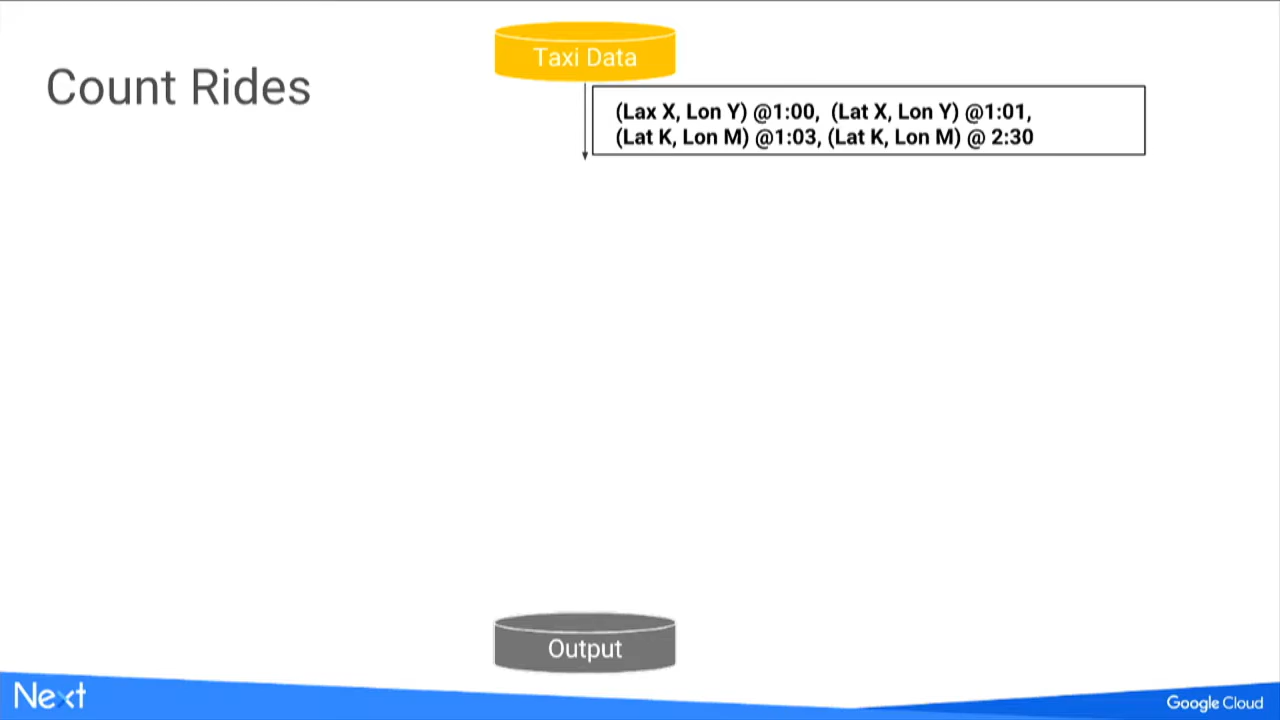 Taxi Data
Count Rides
(Lax X, Lon Y) @1:00,  (Lat X, Lon Y) @1:01,
(Lat K, Lon M) @1:03, (Lat K, Lon M) @ 2:30
Output
Next
Google Cloud